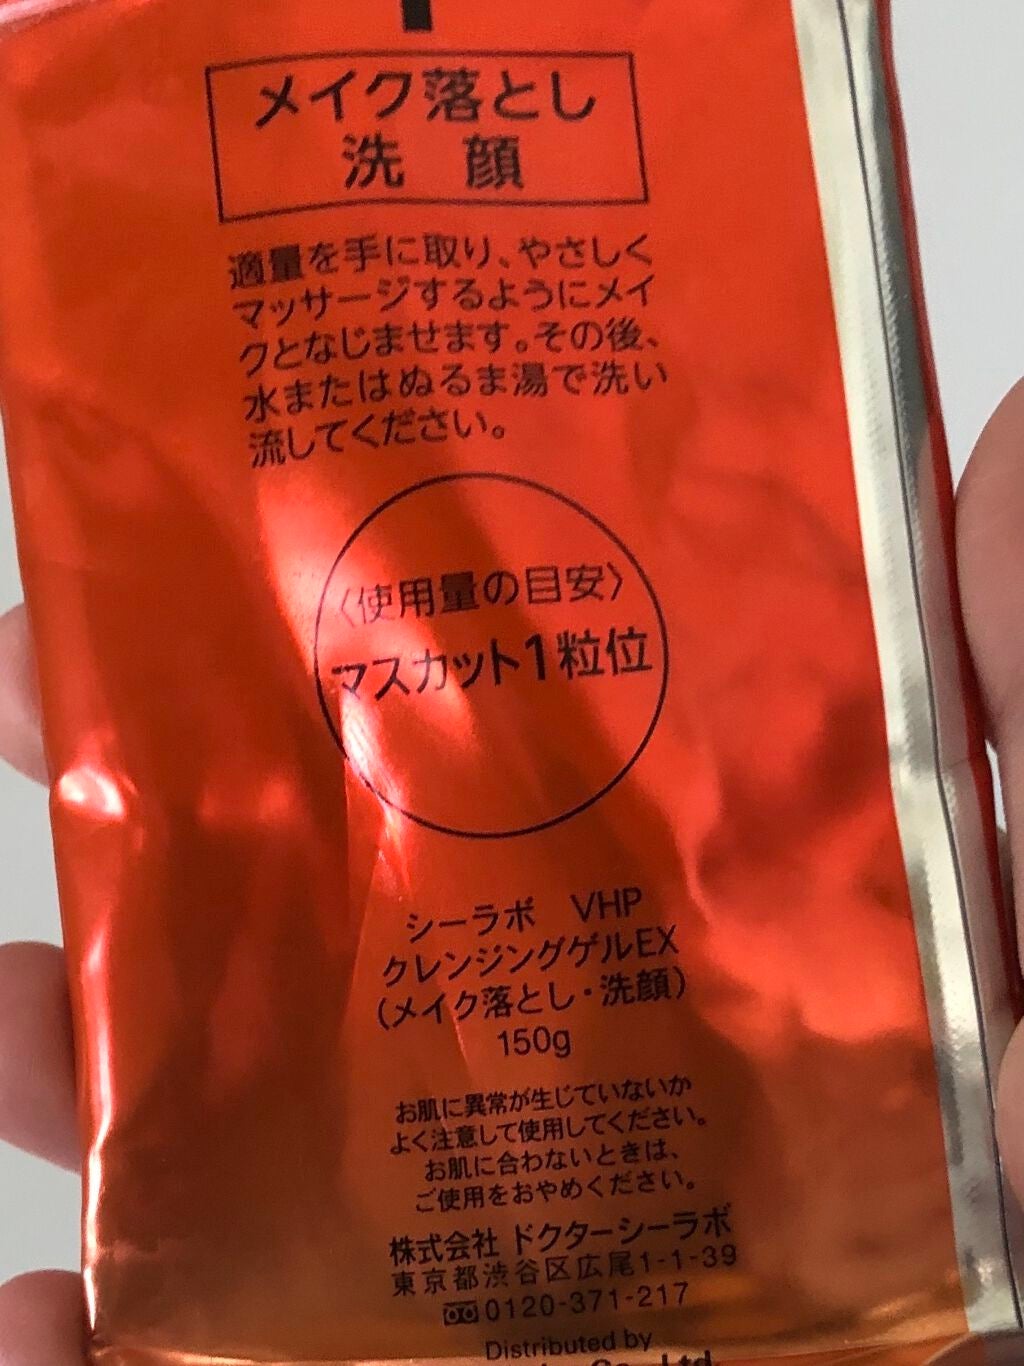 メイク落とし
洗 顔
適量を手に取り、やさしく
マッサージするようにメイ
クとなじませます。その後、
水またはぬるま湯で洗い
流してください。
〈使用量の目安〉
マスカット1粒位
シーラボ VHP
クレンジングゲルEX
(メイク落とし・洗顔)
150g
お肌に異常が生じていないか
よく注意して使用してください。
お肌に合わないときは、
ご使用をおやめください。
株式会社 ドクターシーラボ
東京都渋谷区広尾1-1-39
0120-371-217
Distributed by
Co., Ltd.